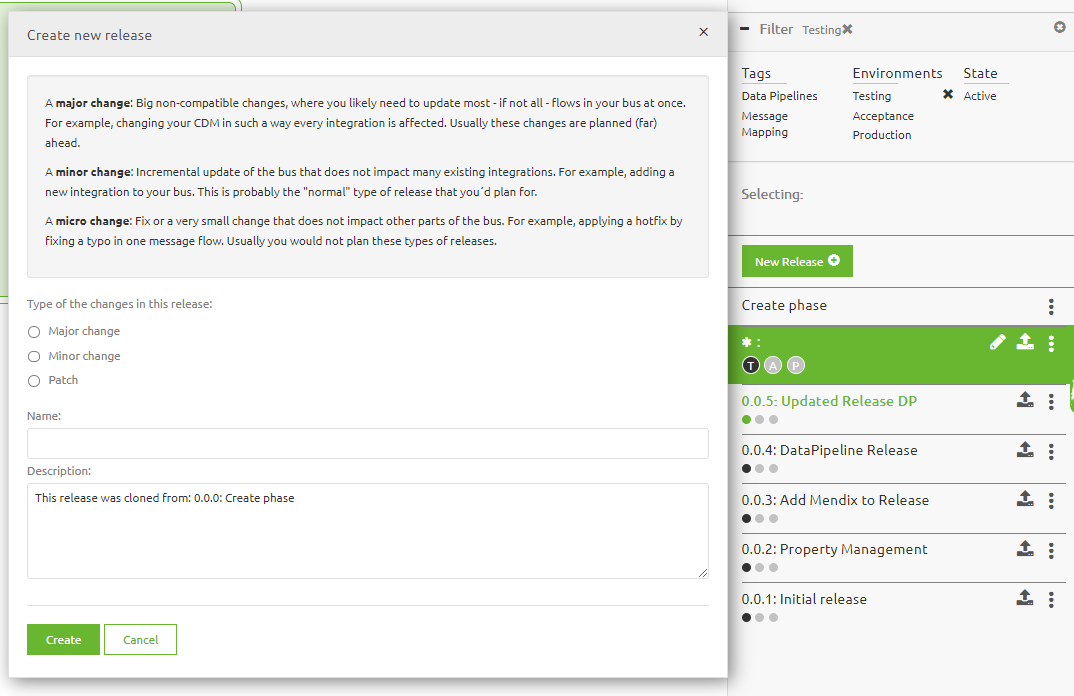 Create new release
A major change: Big non-compatible changes, where you likely need to update most - if not all - flows in your bus at once.
For example, changing your CDM in such a way every integration is affected. Usually these changes are planned (far)
ahead.
A minor change: Incremental update of the bus that does not impact many existing integrations. For example, adding a
new integration to your bus. This is probably the "normal" type of release that you´d plan for.
A micro change: Fix or a very small change that does not impact other parts of the bus. For example, applying a hotfix by
fixing a typo in one message flow. Usually you would not plan these types of releases.
Type of the changes in this release:
Major change
Minor change
Patch
Name:
Description:
This release was cloned from: 0.0.0: Create phase
Create
Cancel
Filter Testing
Tags
Data Pipelines
Message
Mapping
Environments
Testing
Acceptance
Production
State
Active
Selecting:
New Release
Create phase
* :
T A P
0.0.5: Updated Release DP
0.0.4: DataPipeline Release
0.0.3: Add Mendix to Release
0.0.2: Property Management
0.0.1: Initial release